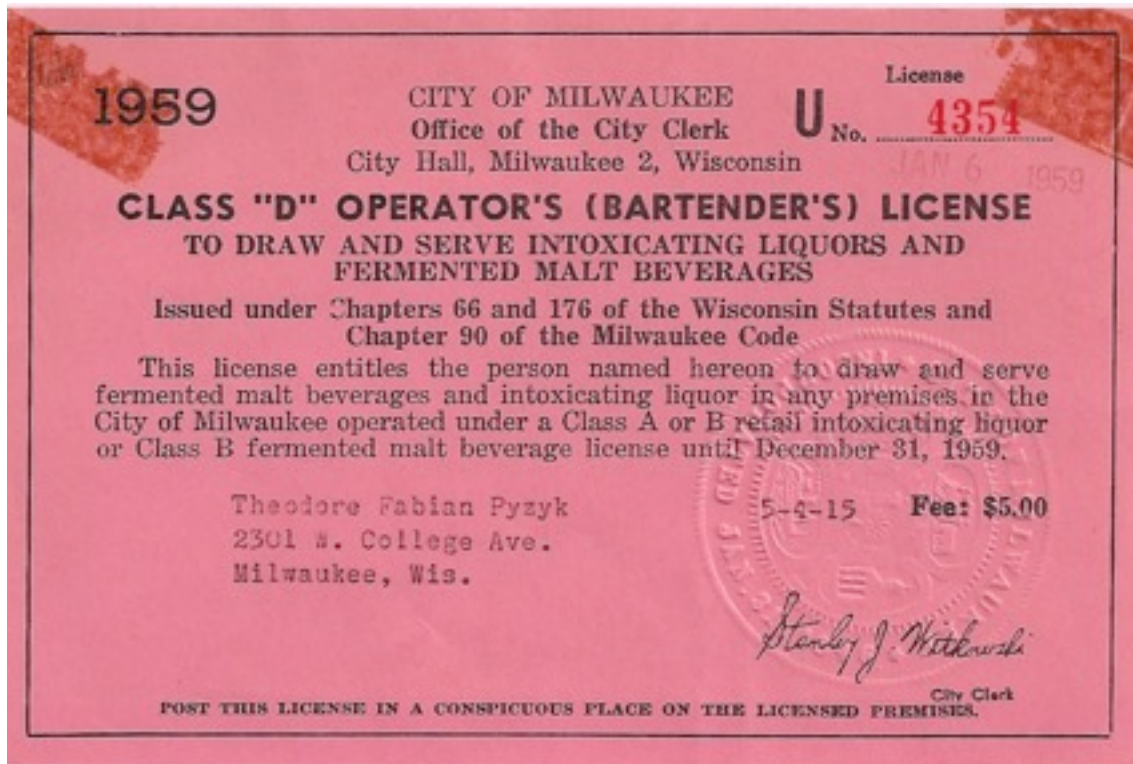 1959
CITY OF MILWAUKEE
Office of the City Clerk
City Hall, Milwaukee 2, Wisconsin
License
U No. 4354
JAN 6 1959
CLASS "D" OPERATOR'S (BARTENDER'S) LICENSE
TO DRAW AND SERVE INTOXICATING LIQUORS AND
FERMENTED MALT BEVERAGES
Issued under Chapters 66 and 176 of the Wisconsin Statutes and
Chapter 90 of the Milwaukee Code
This license entitles the person named hereon to draw and serve
fermented malt beverages and intoxicating liquor in any premises in the
City of Milwaukee operated under a Class A or B retail intoxicating liquor
or Class B fermented malt beverage license until December 31, 1959.
Theodore Fabian Pyzyk 5-4-15 Fee: $5.00
2301 W. College Ave.
Milwaukee, Wis.
Stanley J. Witkowski
City Clerk
POST THIS LICENSE IN A CONSPICUOUS PLACE ON THE LICENSED PREMISES.